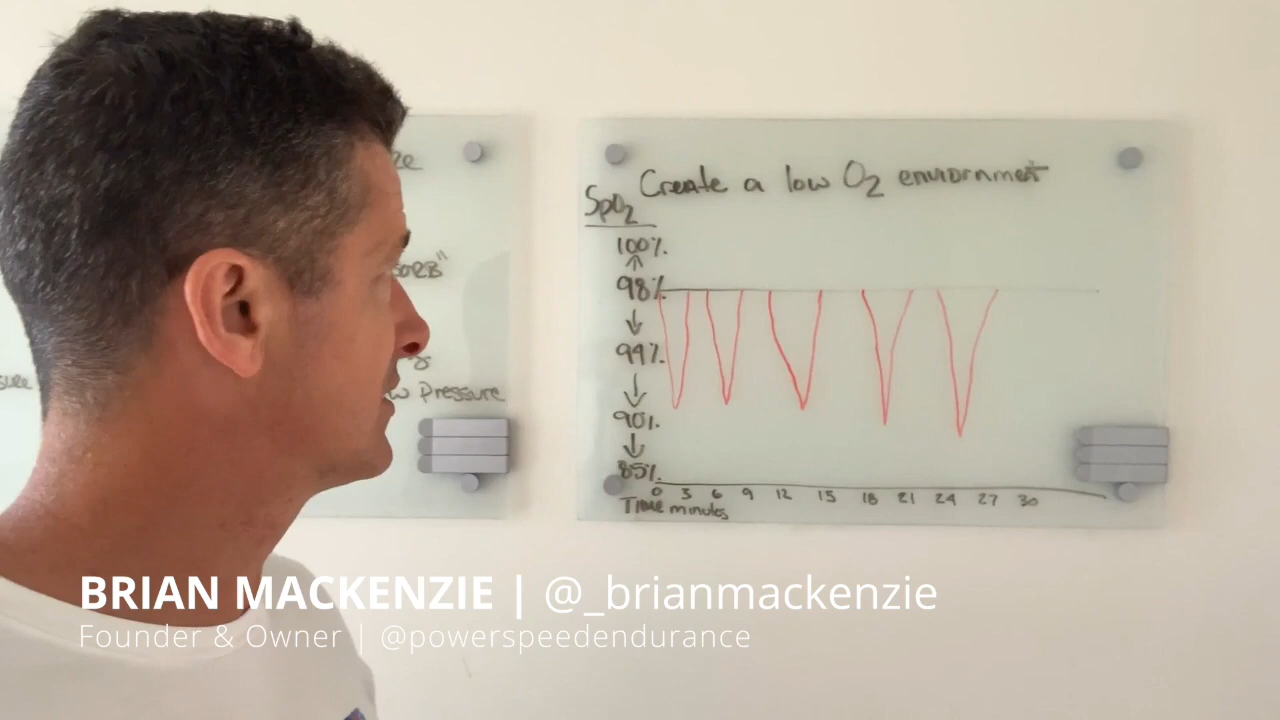 Create a low O2 environment
SpO2
100%
98%
94%
90%
85%
0 3 6 9 12 15 18 21 24 27 30
Time minutes
w Pressure
BRIAN MACKENZIE | @_brianmackenzie
Founder & Owner | @powerspeedendurance